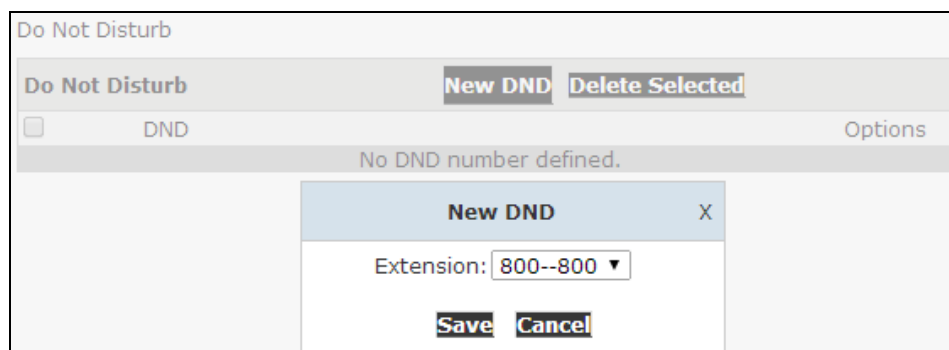 Do Not Disturb
Do Not Disturb New DND Delete Selected
DND Options
No DND number defined.
New DND X
Extension: 800--800 ▼
Save Cancel